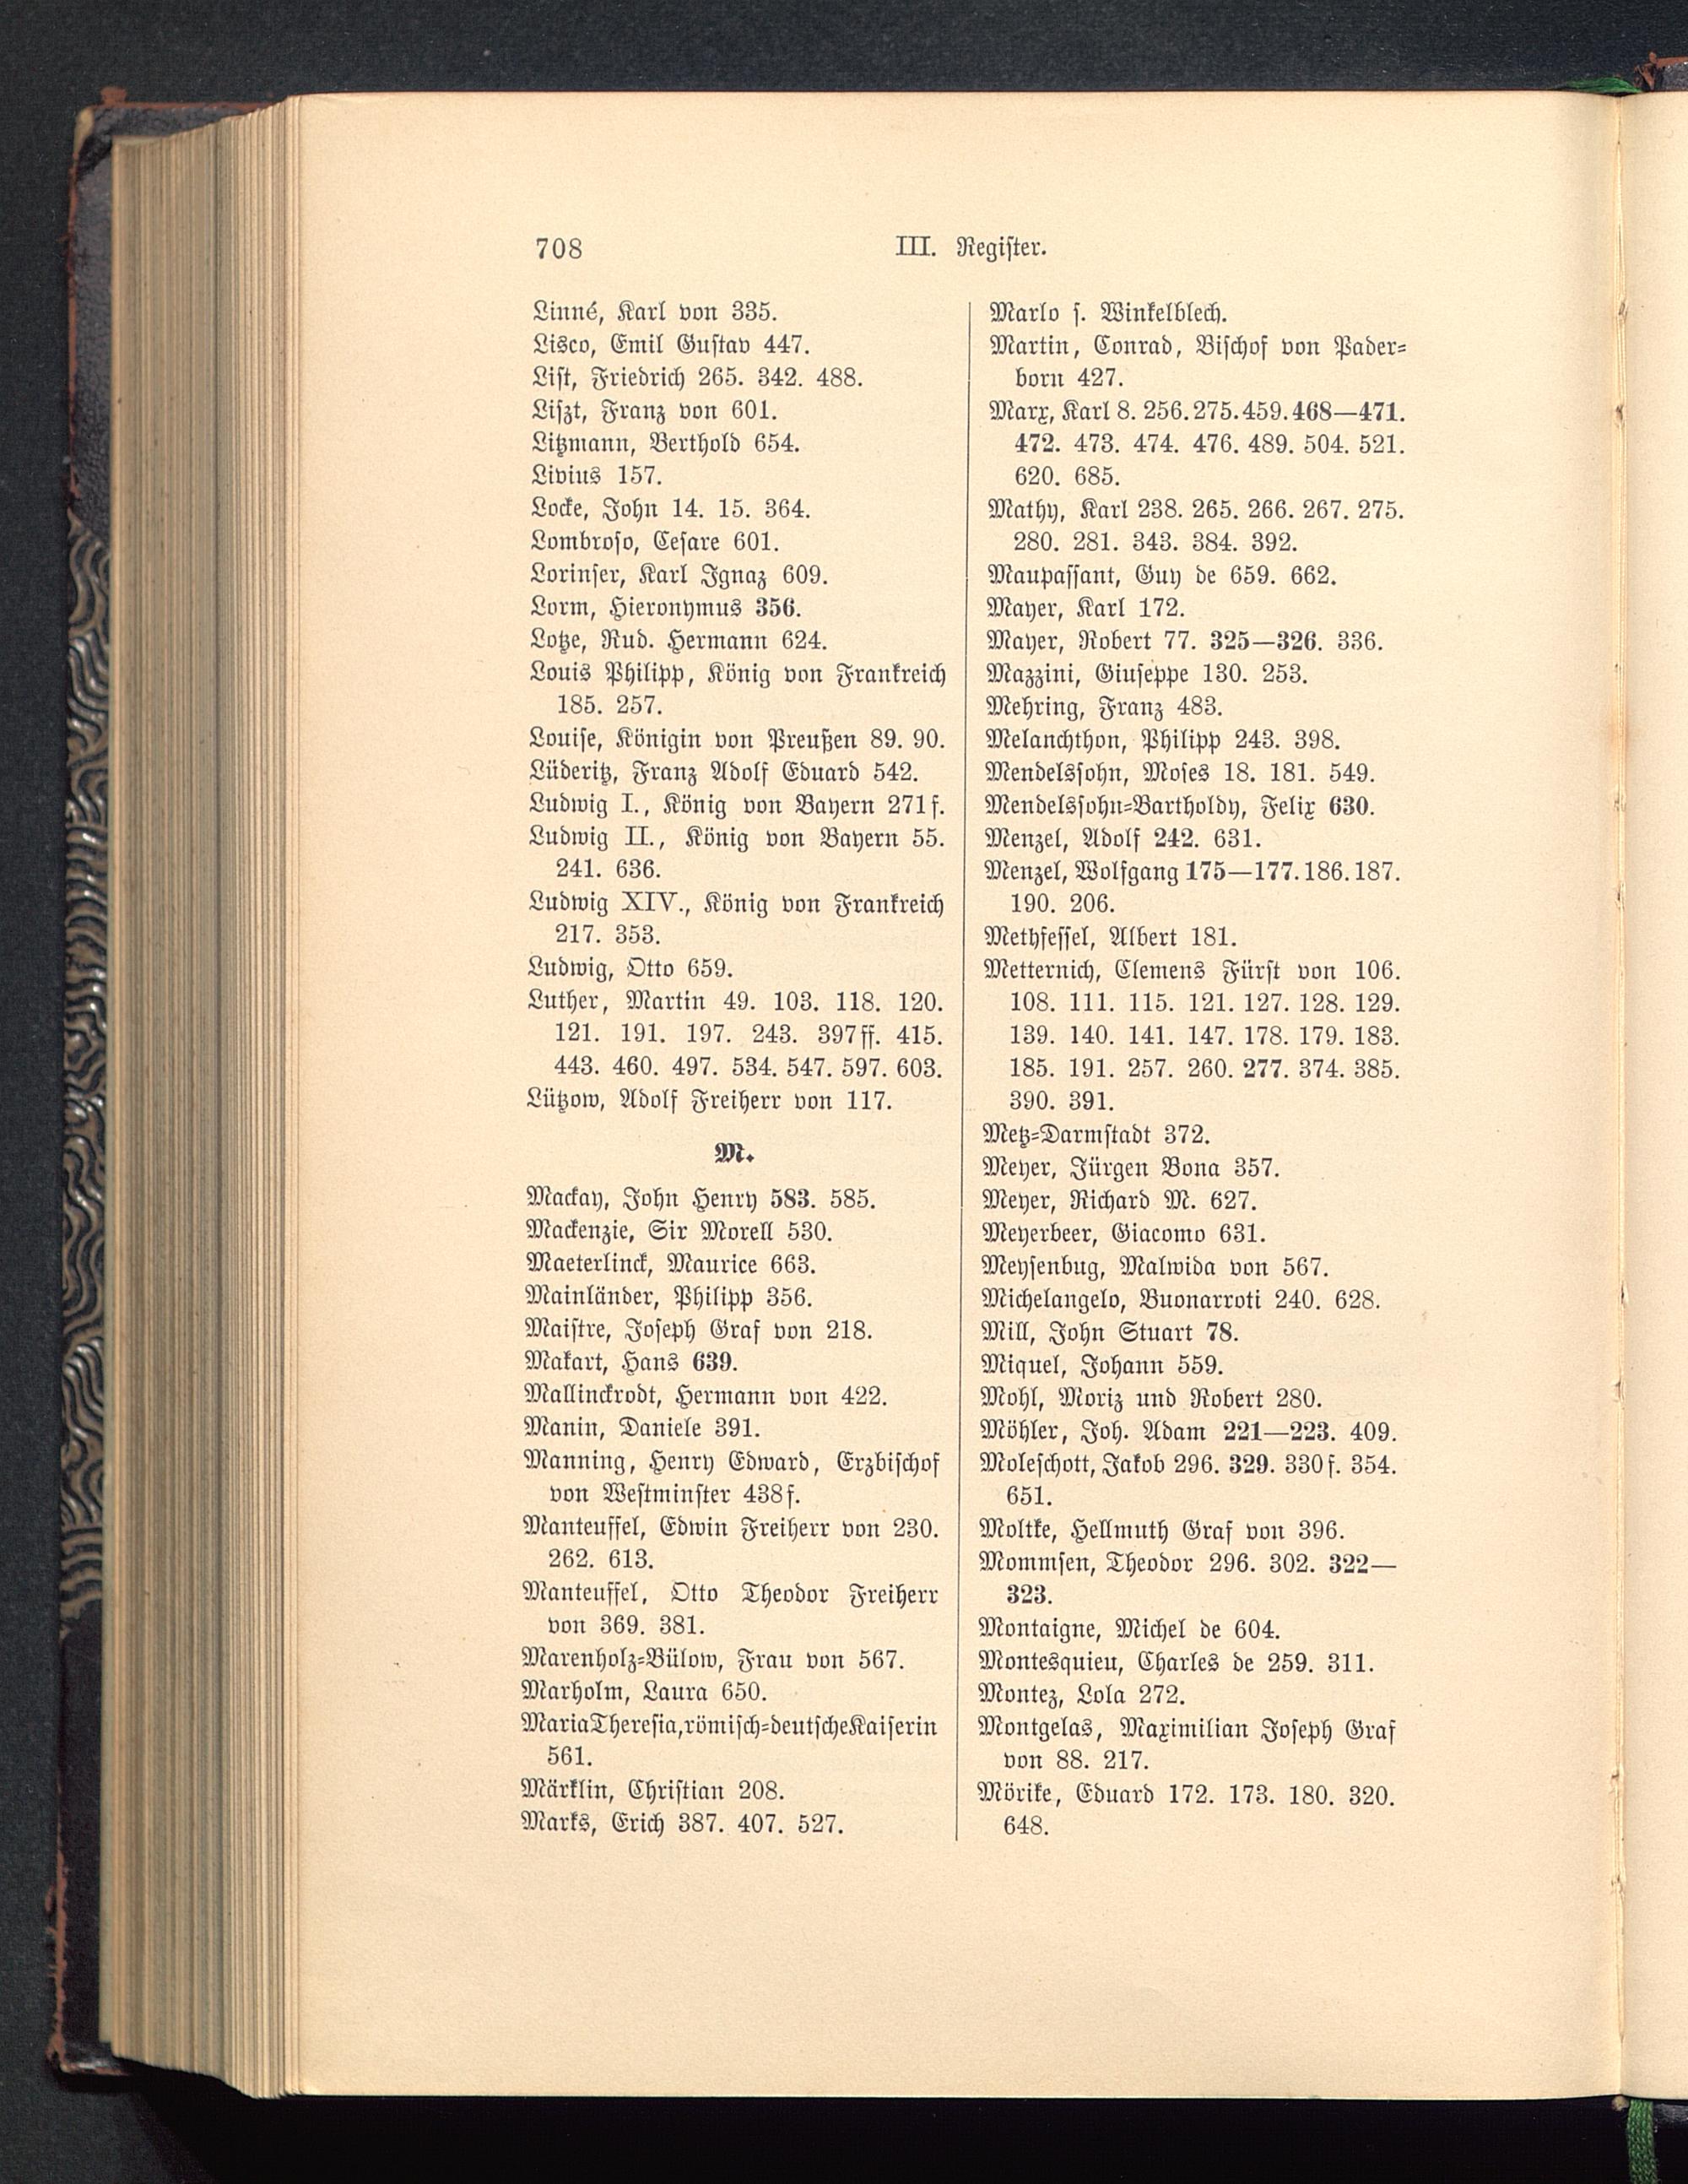 708
III. Register.
Linné, Karl von 335.
Lisco, Emil Gustav 447.
List, Friedrich 265. 342. 488.
Liszt, Franz von 601.
Litzmann, Berthold 654.
Livius 157.
Locke, John 14. 15. 364.
Lombroso, Cesare 601.
Lorinser, Karl Ignaz 609.
Lorm, Hieronymus 356.
Lotze, Rud. Hermann 624.
Louis Philipp, König von Frankreich
185. 257.
Louise, Königin von Preußen 89. 90.
Lüderitz, Franz Adolf Eduard 542.
Ludwig I., König von Bayern 271f.
Ludwig II., König von Bayern 55.
241. 636.
Ludwig XIV., König von Frankreich
217. 353.
Ludwig, Otto 659.
Luther, Martin 49. 103. 118. 120.
121. 191. 197. 243. 397ff. 415.
443. 460. 497. 534. 547. 597. 603.
Lützow, Adolf Freiherr von 117.
M.
Mackay, John Henry 583. 585.
Mackenzie, Sir Morell 530.
Maeterlinck, Maurice 663.
Mainländer, Philipp 356.
Maistre, Joseph Graf von 218.
Makart, Hans 639.
Mallinckrodt, Hermann von 422.
Manin, Daniele 391.
Manning, Henry Edward, Erzbischof
von Westminster 438f.
Manteuffel, Edwin Freiherr von 230.
262. 613.
Manteuffel, Otto Theodor Freiherr
von 369. 381.
Marenholz-Bülow, Frau von 567.
Marholm, Laura 650.
Maria Theresia, römisch-deutsche Kaiserin
561.
Märklin, Christian 208.
Marks, Erich 387. 407. 527.
Marlo s. Winkelblech.
Martin, Conrad, Bischof von Pader-
born 427.
Marx, Karl 8. 256. 275. 459. 468—471.
472. 473. 474. 476. 489. 504. 521.
620. 685.
Mathy, Karl 238. 265. 266. 267. 275.
280. 281. 343. 384. 392.
Maupassant, Guy de 659. 662.
Mayer, Karl 172.
Mayer, Robert 77. 325—326. 336.
Mazzini, Giuseppe 130. 253.
Mehring, Franz 483.
Melanchthon, Philipp 243. 398.
Mendelssohn, Moses 18. 181. 549.
Mendelssohn-Bartholdy, Felix 630.
Menzel, Adolf 242. 631.
Menzel, Wolfgang 175—177. 186. 187.
190. 206.
Methfessel, Albert 181.
Metternich, Clemens Fürst von 106.
108. 111. 115. 121. 127. 128. 129.
139. 140. 141. 147. 178. 179. 183.
185. 191. 257. 260. 277. 374. 385.
390. 391.
Metz-Darmstadt 372.
Meyer, Jürgen Bona 357.
Meyer, Richard M. 627.
Meyerbeer, Giacomo 631.
Meysenbug, Malwida von 567.
Michelangelo, Buonarroti 240. 628.
Mill, John Stuart 78.
Miquel, Johann 559.
Mohl, Moriz und Robert 280.
Möhler, Joh. Adam 221—223. 409.
Moleschott, Jakob 296. 329. 330f. 354.
651.
Moltke, Hellmuth Graf von 396.
Mommsen, Theodor 296. 302. 322—
323.
Montaigne, Michel de 604.
Montesquieu, Charles de 259. 311.
Montez, Lola 272.
Montgelas, Maximilian Joseph Graf
von 88. 217.
Mörike, Eduard 172. 173. 180. 320.
648.